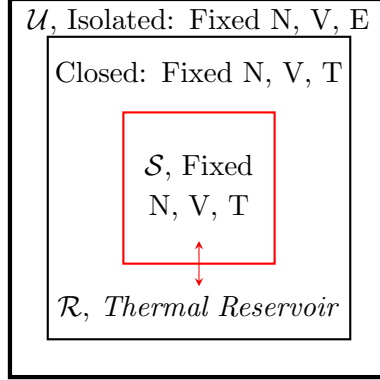 𝒰, Isolated: Fixed N, V, E
Closed: Fixed N, V, T
𝒮, Fixed
N, V, T
ℛ, Thermal Reservoir